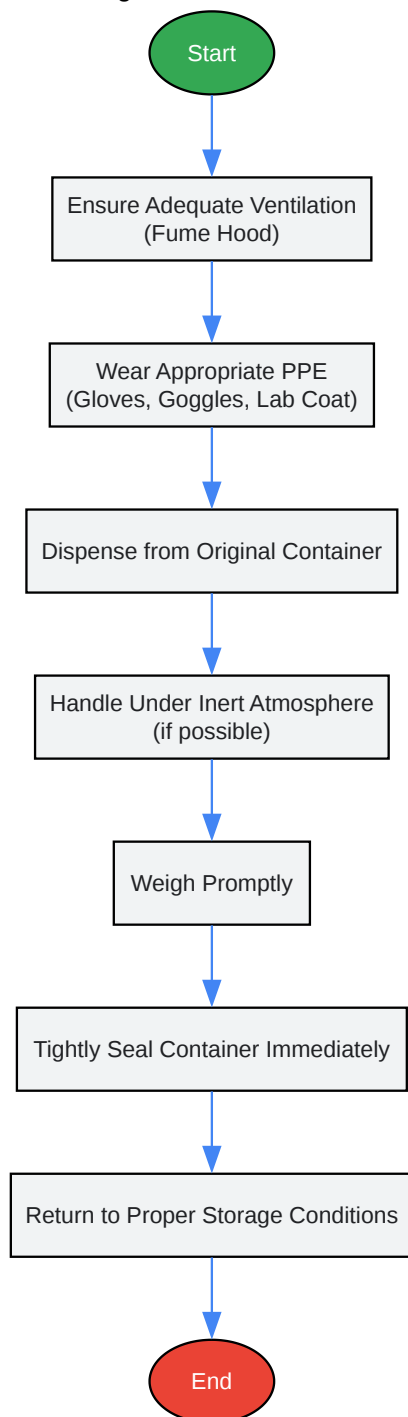 Start
Ensure Adequate Ventilation
(Fume Hood)
Wear Appropriate PPE
(Gloves, Goggles, Lab Coat)
Dispense from Original Container
Handle Under Inert Atmosphere
(if possible)
Weigh Promptly
Tightly Seal Container Immediately
Return to Proper Storage Conditions
End